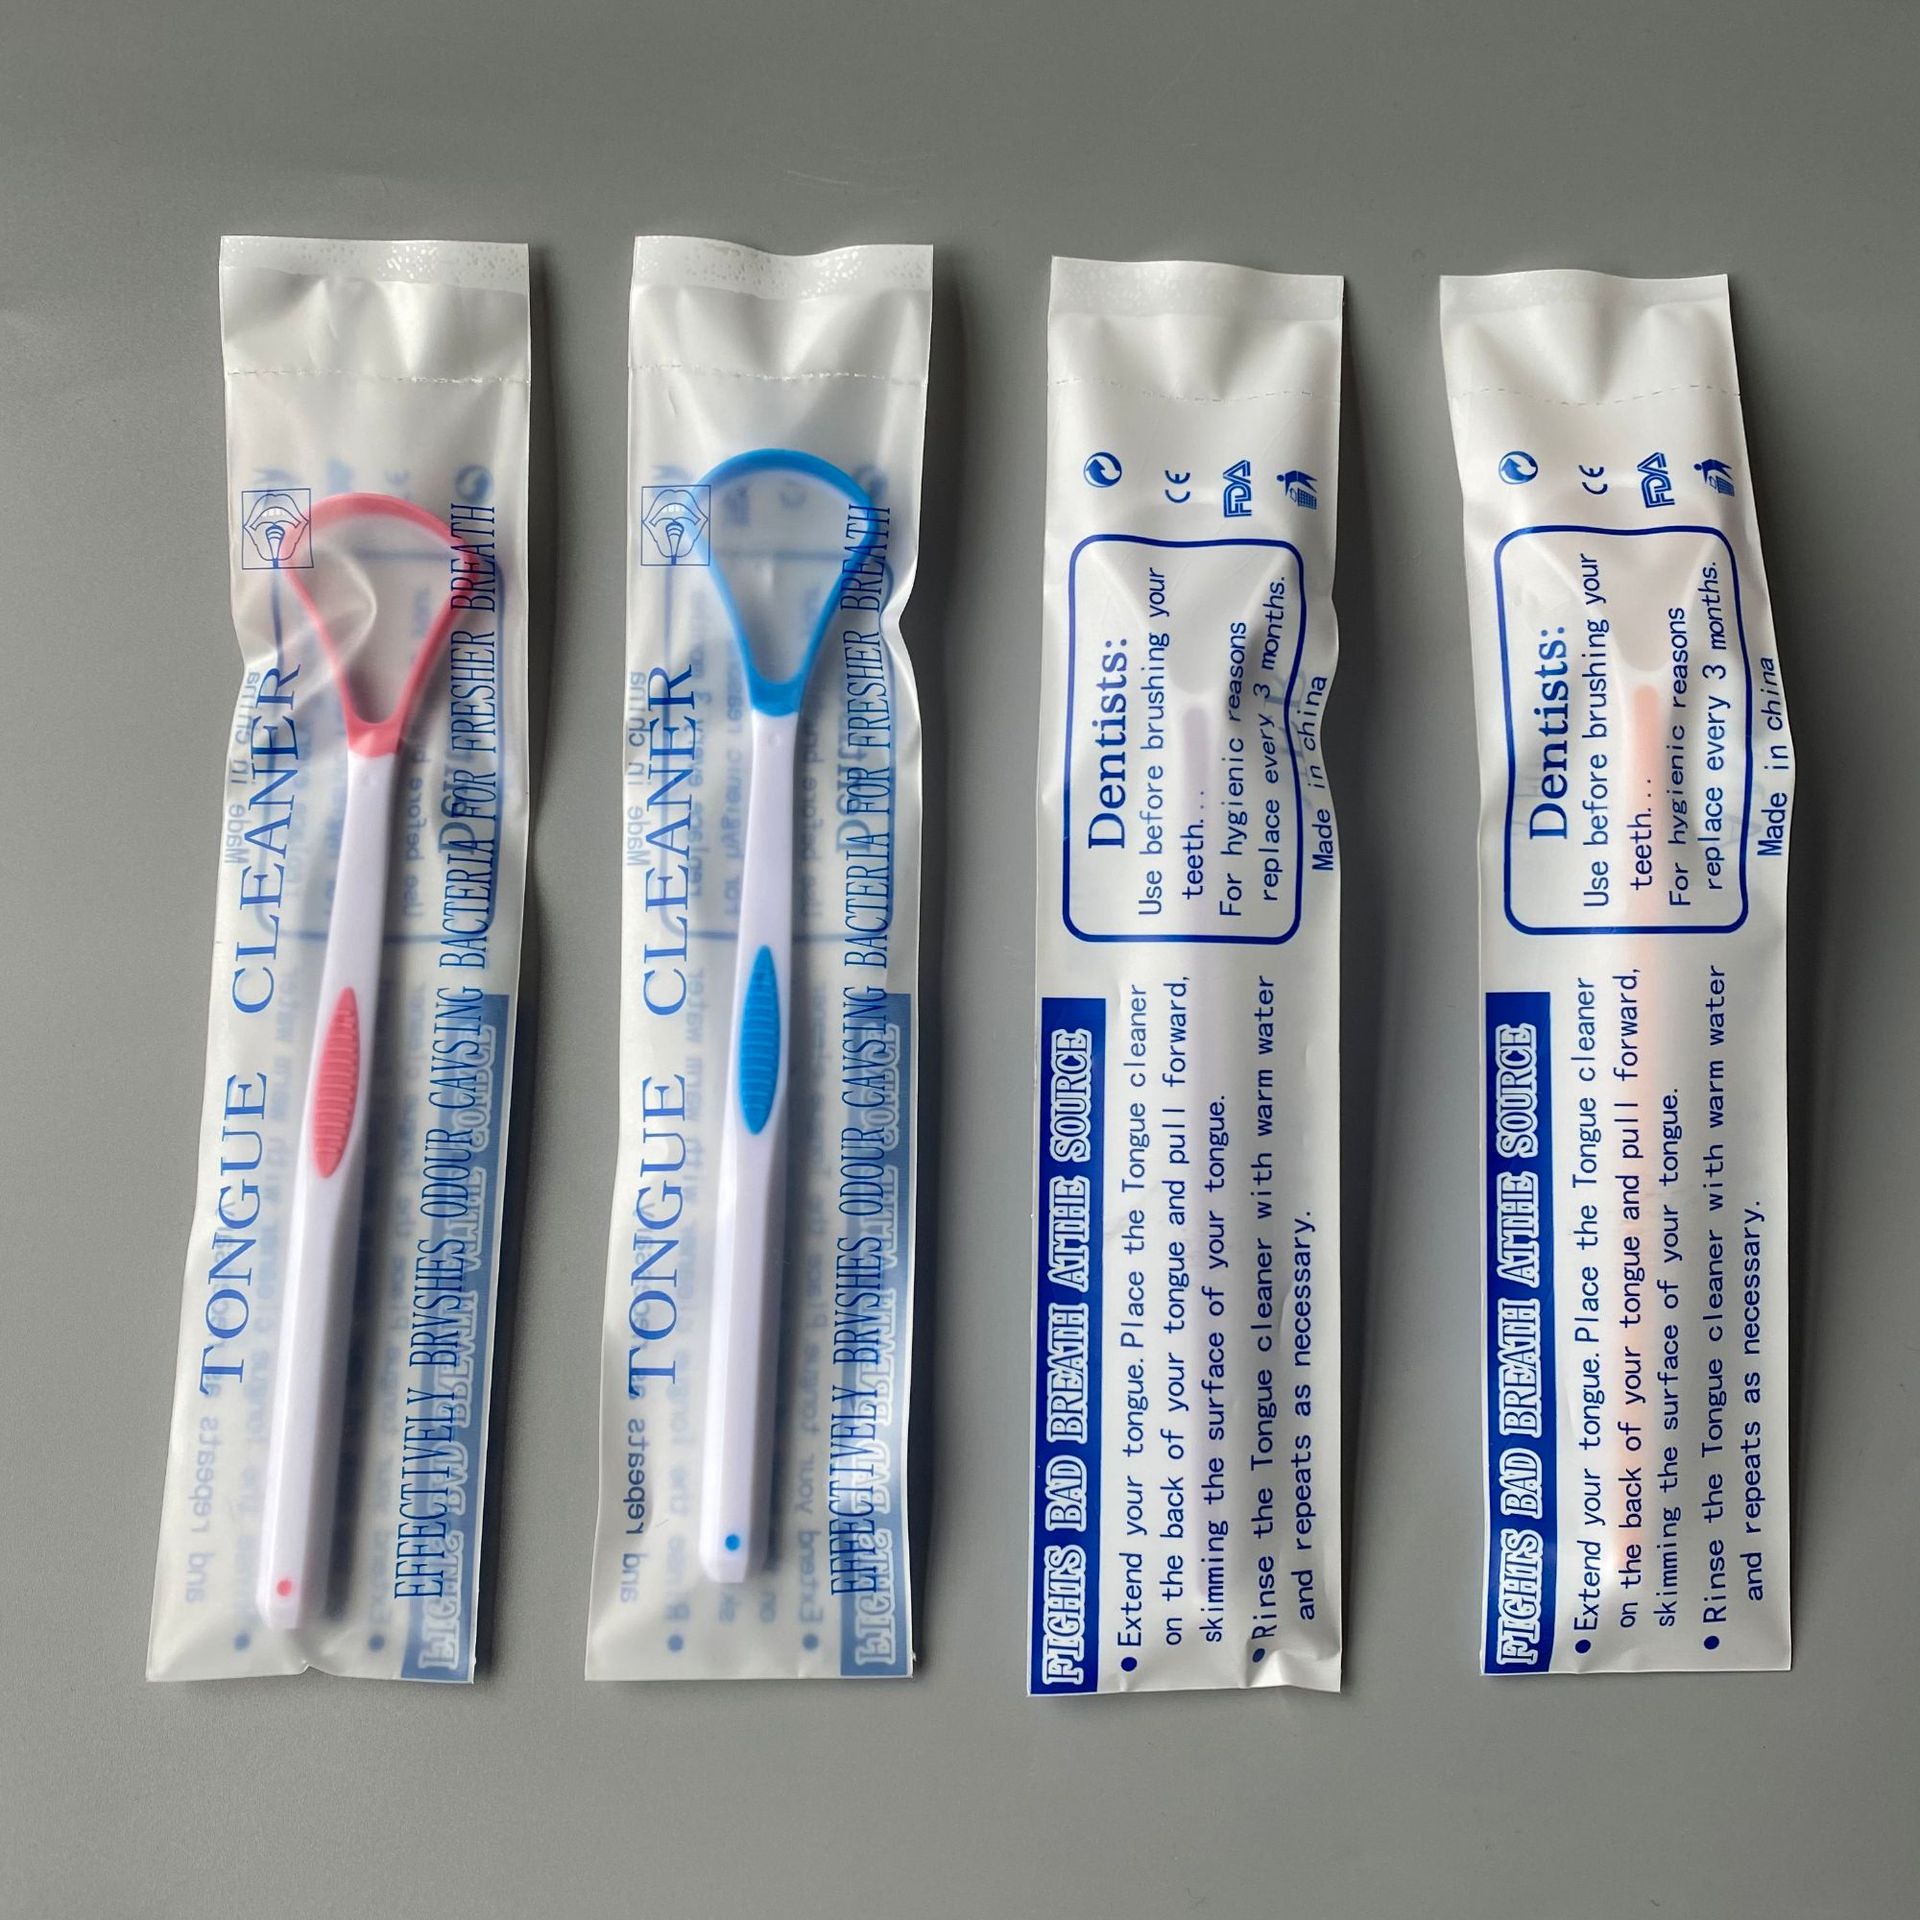 TONGUE CLEANER
EFFECTIVELY BRVSHES ODOUR CAVSING BACTERIA FOR FRESHER BREATH
TONGUE CLEANER
EFFECTIVELY BRVSHES ODOUR CAVSING BACTERIA FOR FRESHER BREATH
FIGHTS BAD BREATH ATTHE SOURCE
● Extend your tongue.Place the Tongue cleaner
on the back of your tongue and pull forward,
skimming the surface of your tongue.
● Rinse the Tongue cleaner with warm water
and repeats as necessary.
Dentists:
Use before brushing your
teeth...
For hygienic reasons
replace every 3 months.
Made in china
CE
FDA
FIGHTS BAD BREATH ATTHE SOURCE
● Extend your tongue.Place the Tongue cleaner
on the back of your tongue and pull forward,
skimming the surface of your tongue.
● Rinse the Tongue cleaner with warm water
and repeats as necessary.
Dentists:
Use before brushing your
teeth...
For hygienic reasons
replace every 3 months.
Made in china
CE
FDA